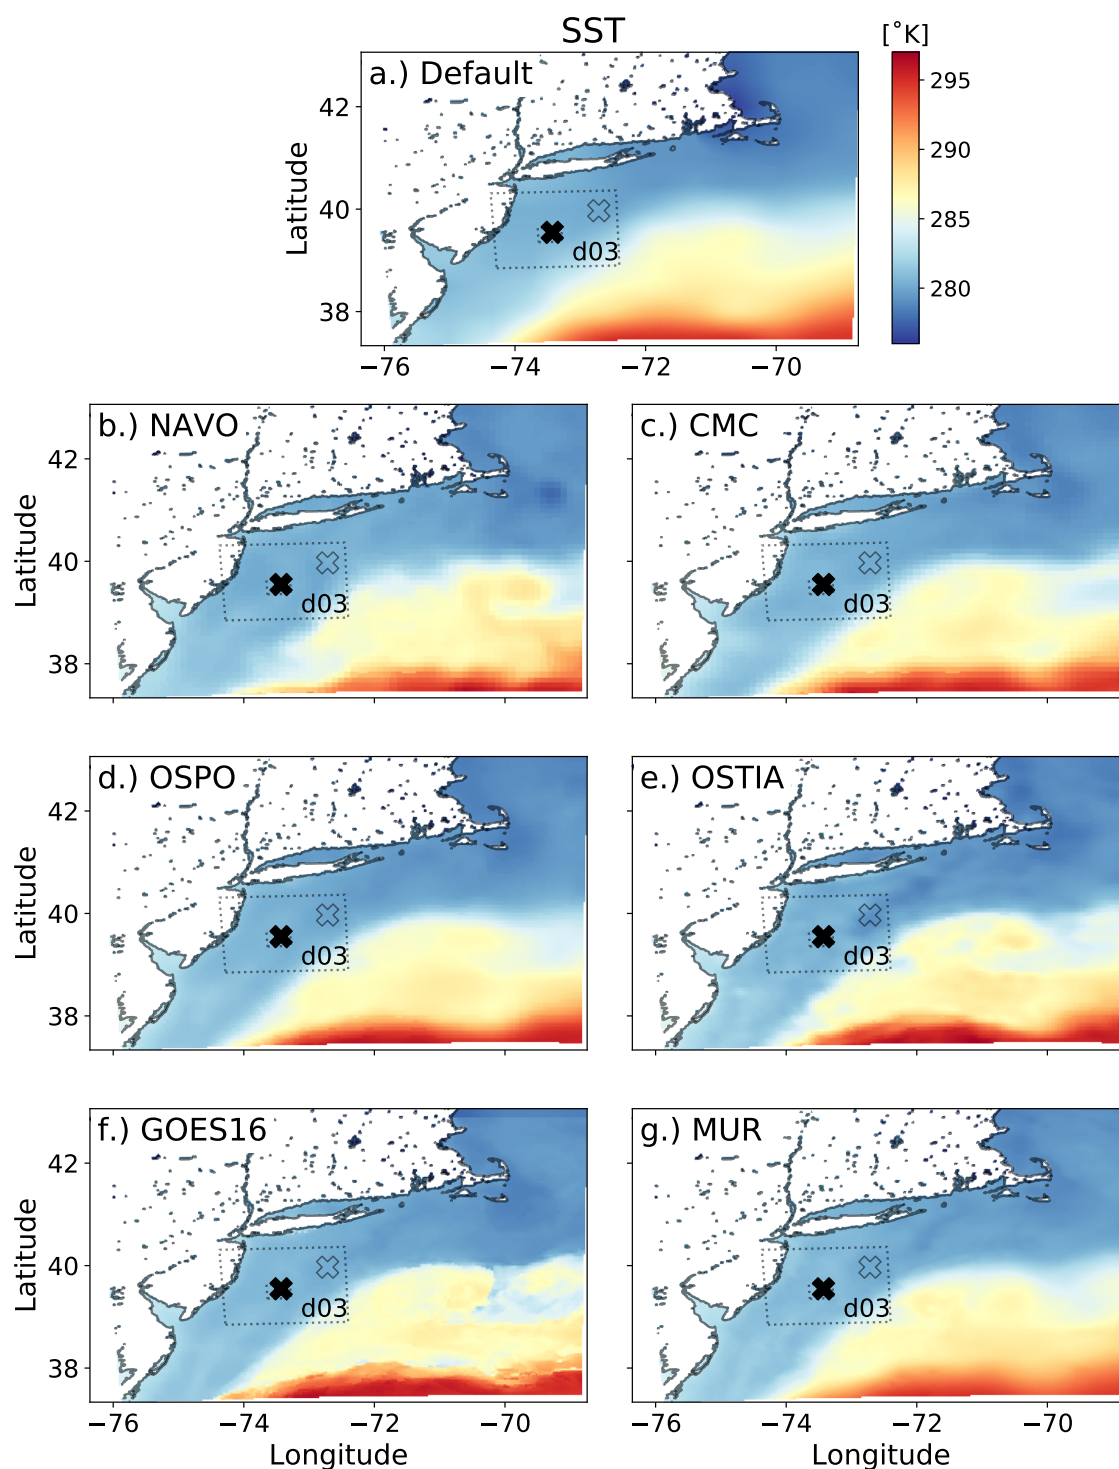 SST
[˚K]
a.) Default
Latitude
42
40
38
d03
−76
−74
−72
−70
295
290
285
280
b.) NAVO
Latitude
42
40
38
d03
c.) CMC
d03
d.) OSPO
Latitude
42
40
38
d03
e.) OSTIA
d03
f.) GOES16
Latitude
42
40
38
d03
−76
−74
−72
−70
Longitude
g.) MUR
d03
−76
−74
−72
−70
Longitude